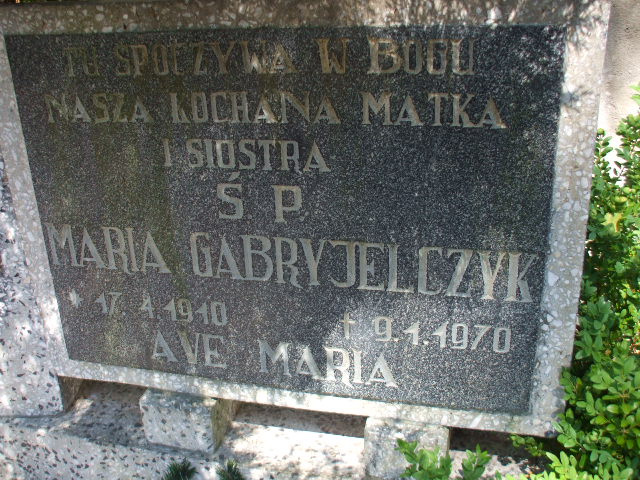 TU SPOCZYWA W BOGU
NASZA KOCHANA MATKA
I SIOSTRA
Ś P
MARIA GABRYJELCZYK
* 17.4.1910 † 9.1.1970
AVE MARIA